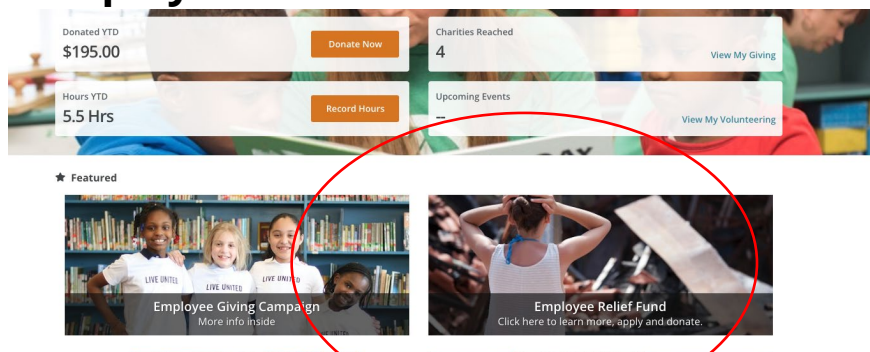 Donated YTD
$195.00
Donate Now
Charities Reached
4
View My Giving
Hours YTD
5.5 Hrs
Record Hours
Upcoming Events
--
View My Volunteering
Featured
LIVE UNITED
LIVE UNITED
LIVE UNITED
Employee Giving Campaign
More info inside
Employee Relief Fund
Click here to learn more, apply and donate.